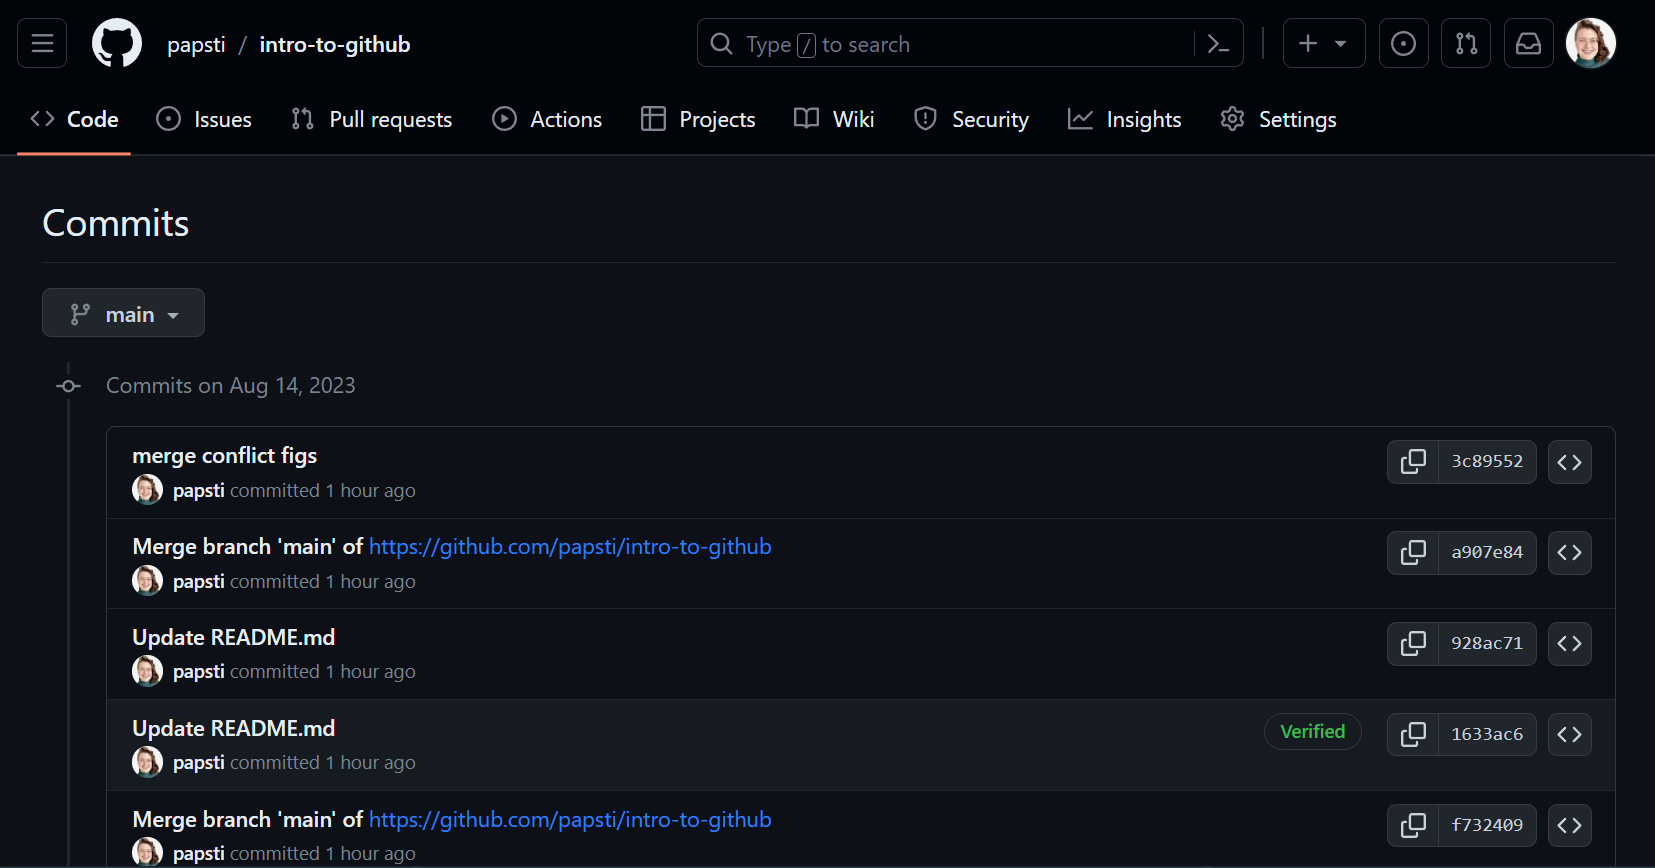 papsti / intro-to-github
Type / to search
Code Issues Pull requests Actions Projects Wiki Security Insights Settings
Commits
main
Commits on Aug 14, 2023
merge conflict figs
3c89552
papsti committed 1 hour ago
Merge branch 'main' of https://github.com/papsti/intro-to-github
a907e84
papsti committed 1 hour ago
Update README.md
928ac71
papsti committed 1 hour ago
Update README.md
Verified 1633ac6
papsti committed 1 hour ago
Merge branch 'main' of https://github.com/papsti/intro-to-github
f732409
papsti committed 1 hour ago